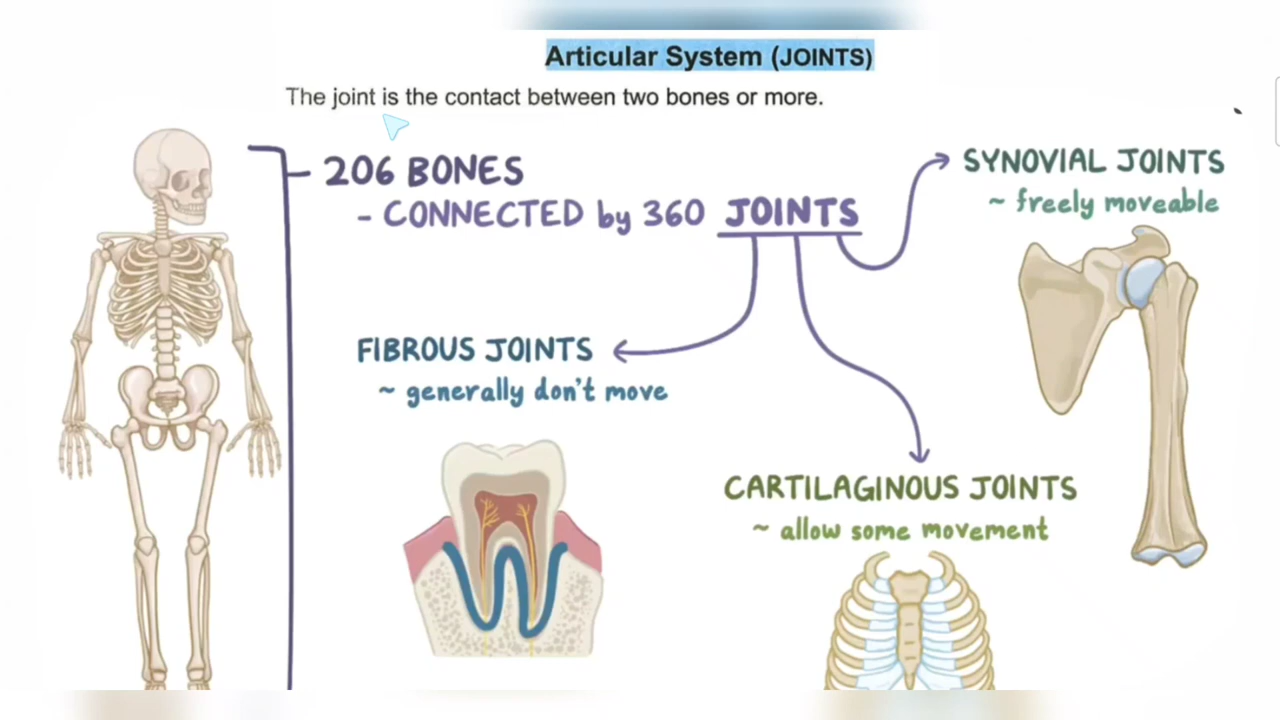 Articular System (JOINTS)
The joint is the contact between two bones or more.
206 BONES
- CONNECTED by 360 JOINTS
SYNOVIAL JOINTS
~ freely moveable
FIBROUS JOINTS
~ generally don't move
CARTILAGINOUS JOINTS
~ allow some movement